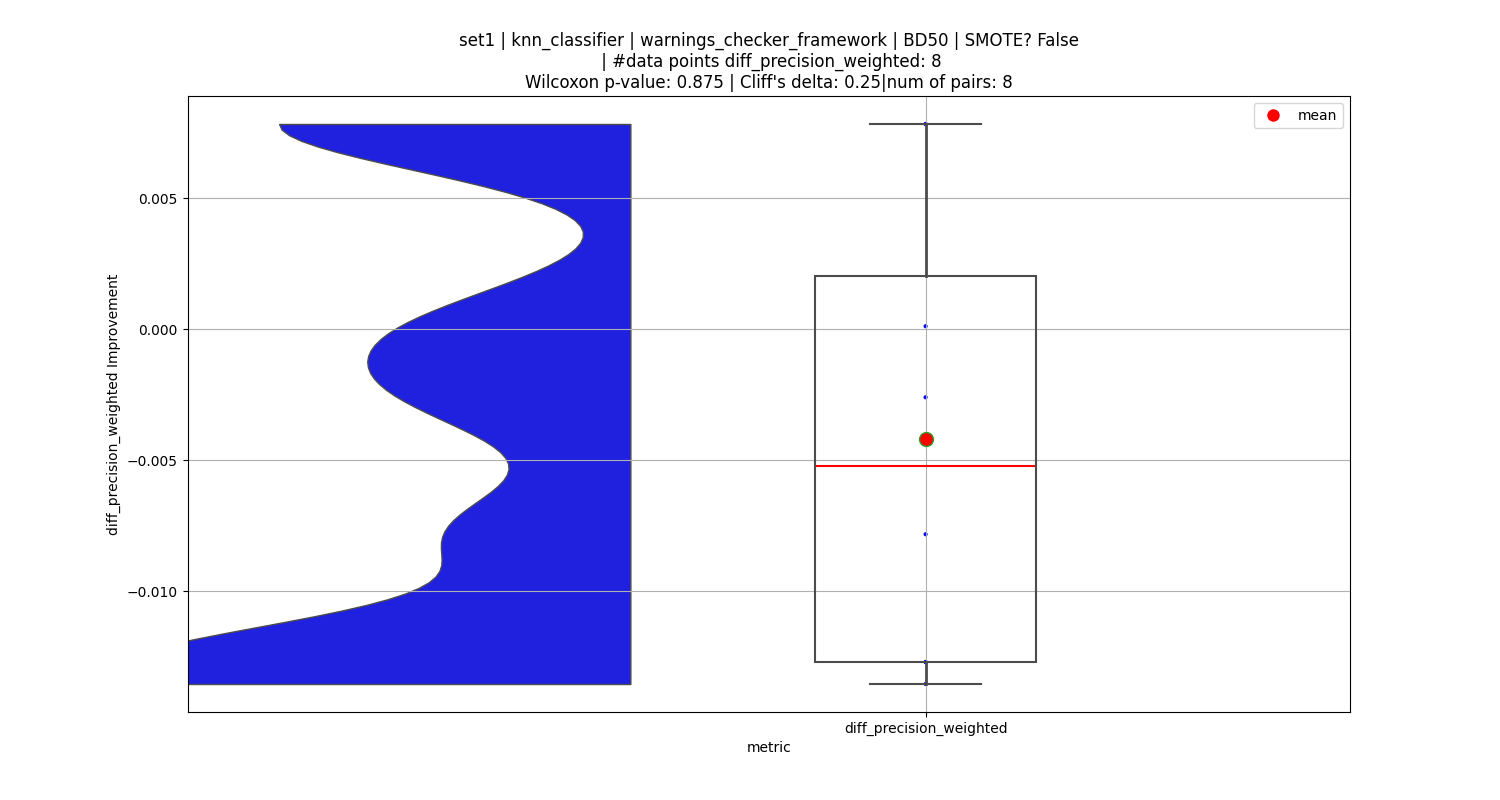 set1 | knn_classifier | warnings_checker_framework | BD50 | SMOTE? False
| #data points diff_precision_weighted: 8
Wilcoxon p-value: 0.875 | Cliff's delta: 0.25|num of pairs: 8
mean
0.005
0.000
−0.005
−0.010
diff_precision_weighted Improvement
diff_precision_weighted
metric